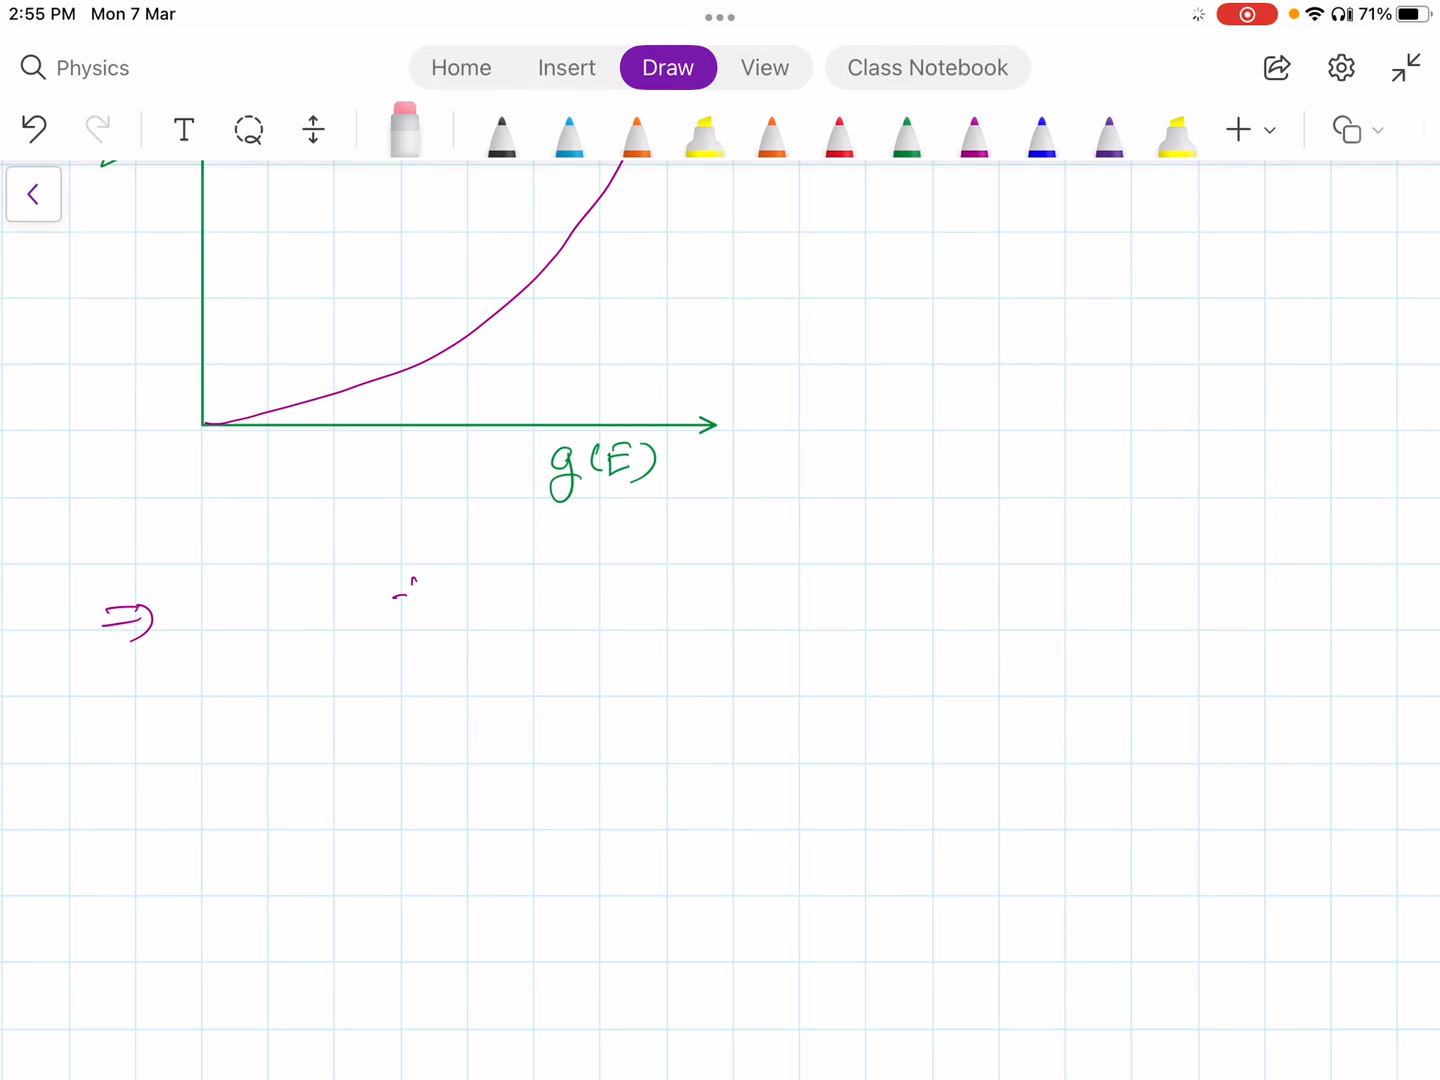 2:55 PM Mon 7 Mar 71%
Physics Home Insert Draw View Class Notebook
T
g(E)
⇒